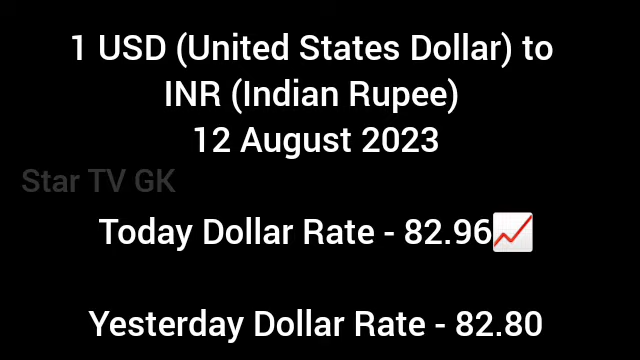 1 USD (United States Dollar) to
INR (Indian Rupee)
12 August 2023
Star TV GK
Today Dollar Rate - 82.96📈
Yesterday Dollar Rate - 82.80